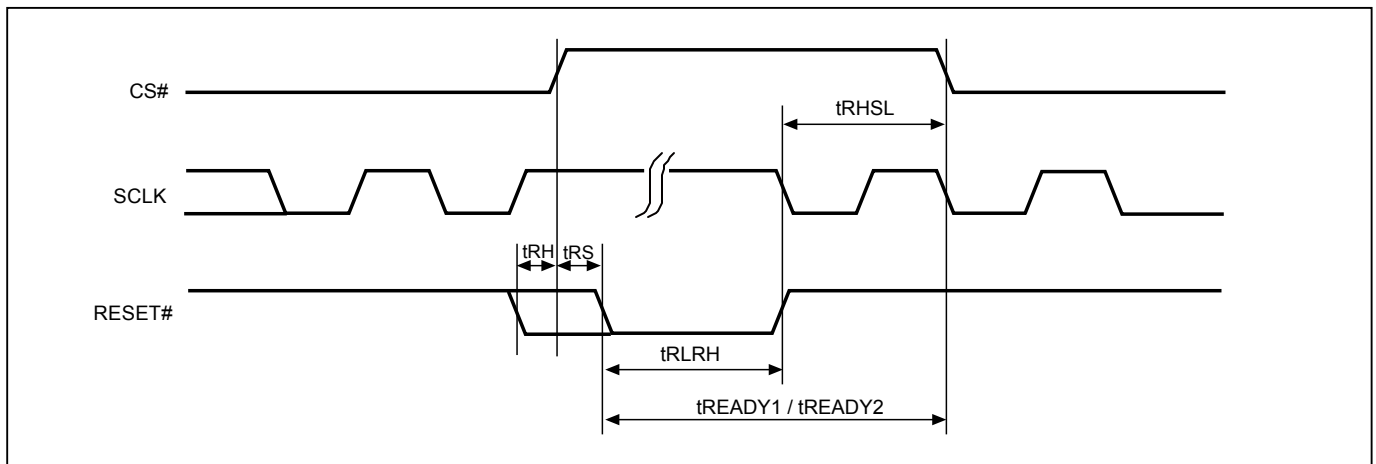 CS#
tRHSL
SCLK
tRH tRS
RESET#
tRLRH
tREADY1 / tREADY2